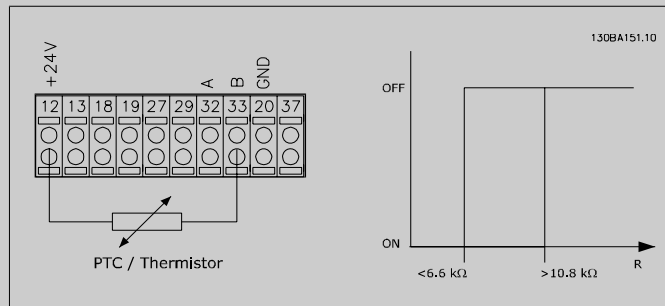 130BA151.10
+24V
A
B
GND
12 13 18 19 27 29 32 33 20 37
PTC / Thermistor
OFF
ON
R
<6.6 kΩ
>10.8 kΩ